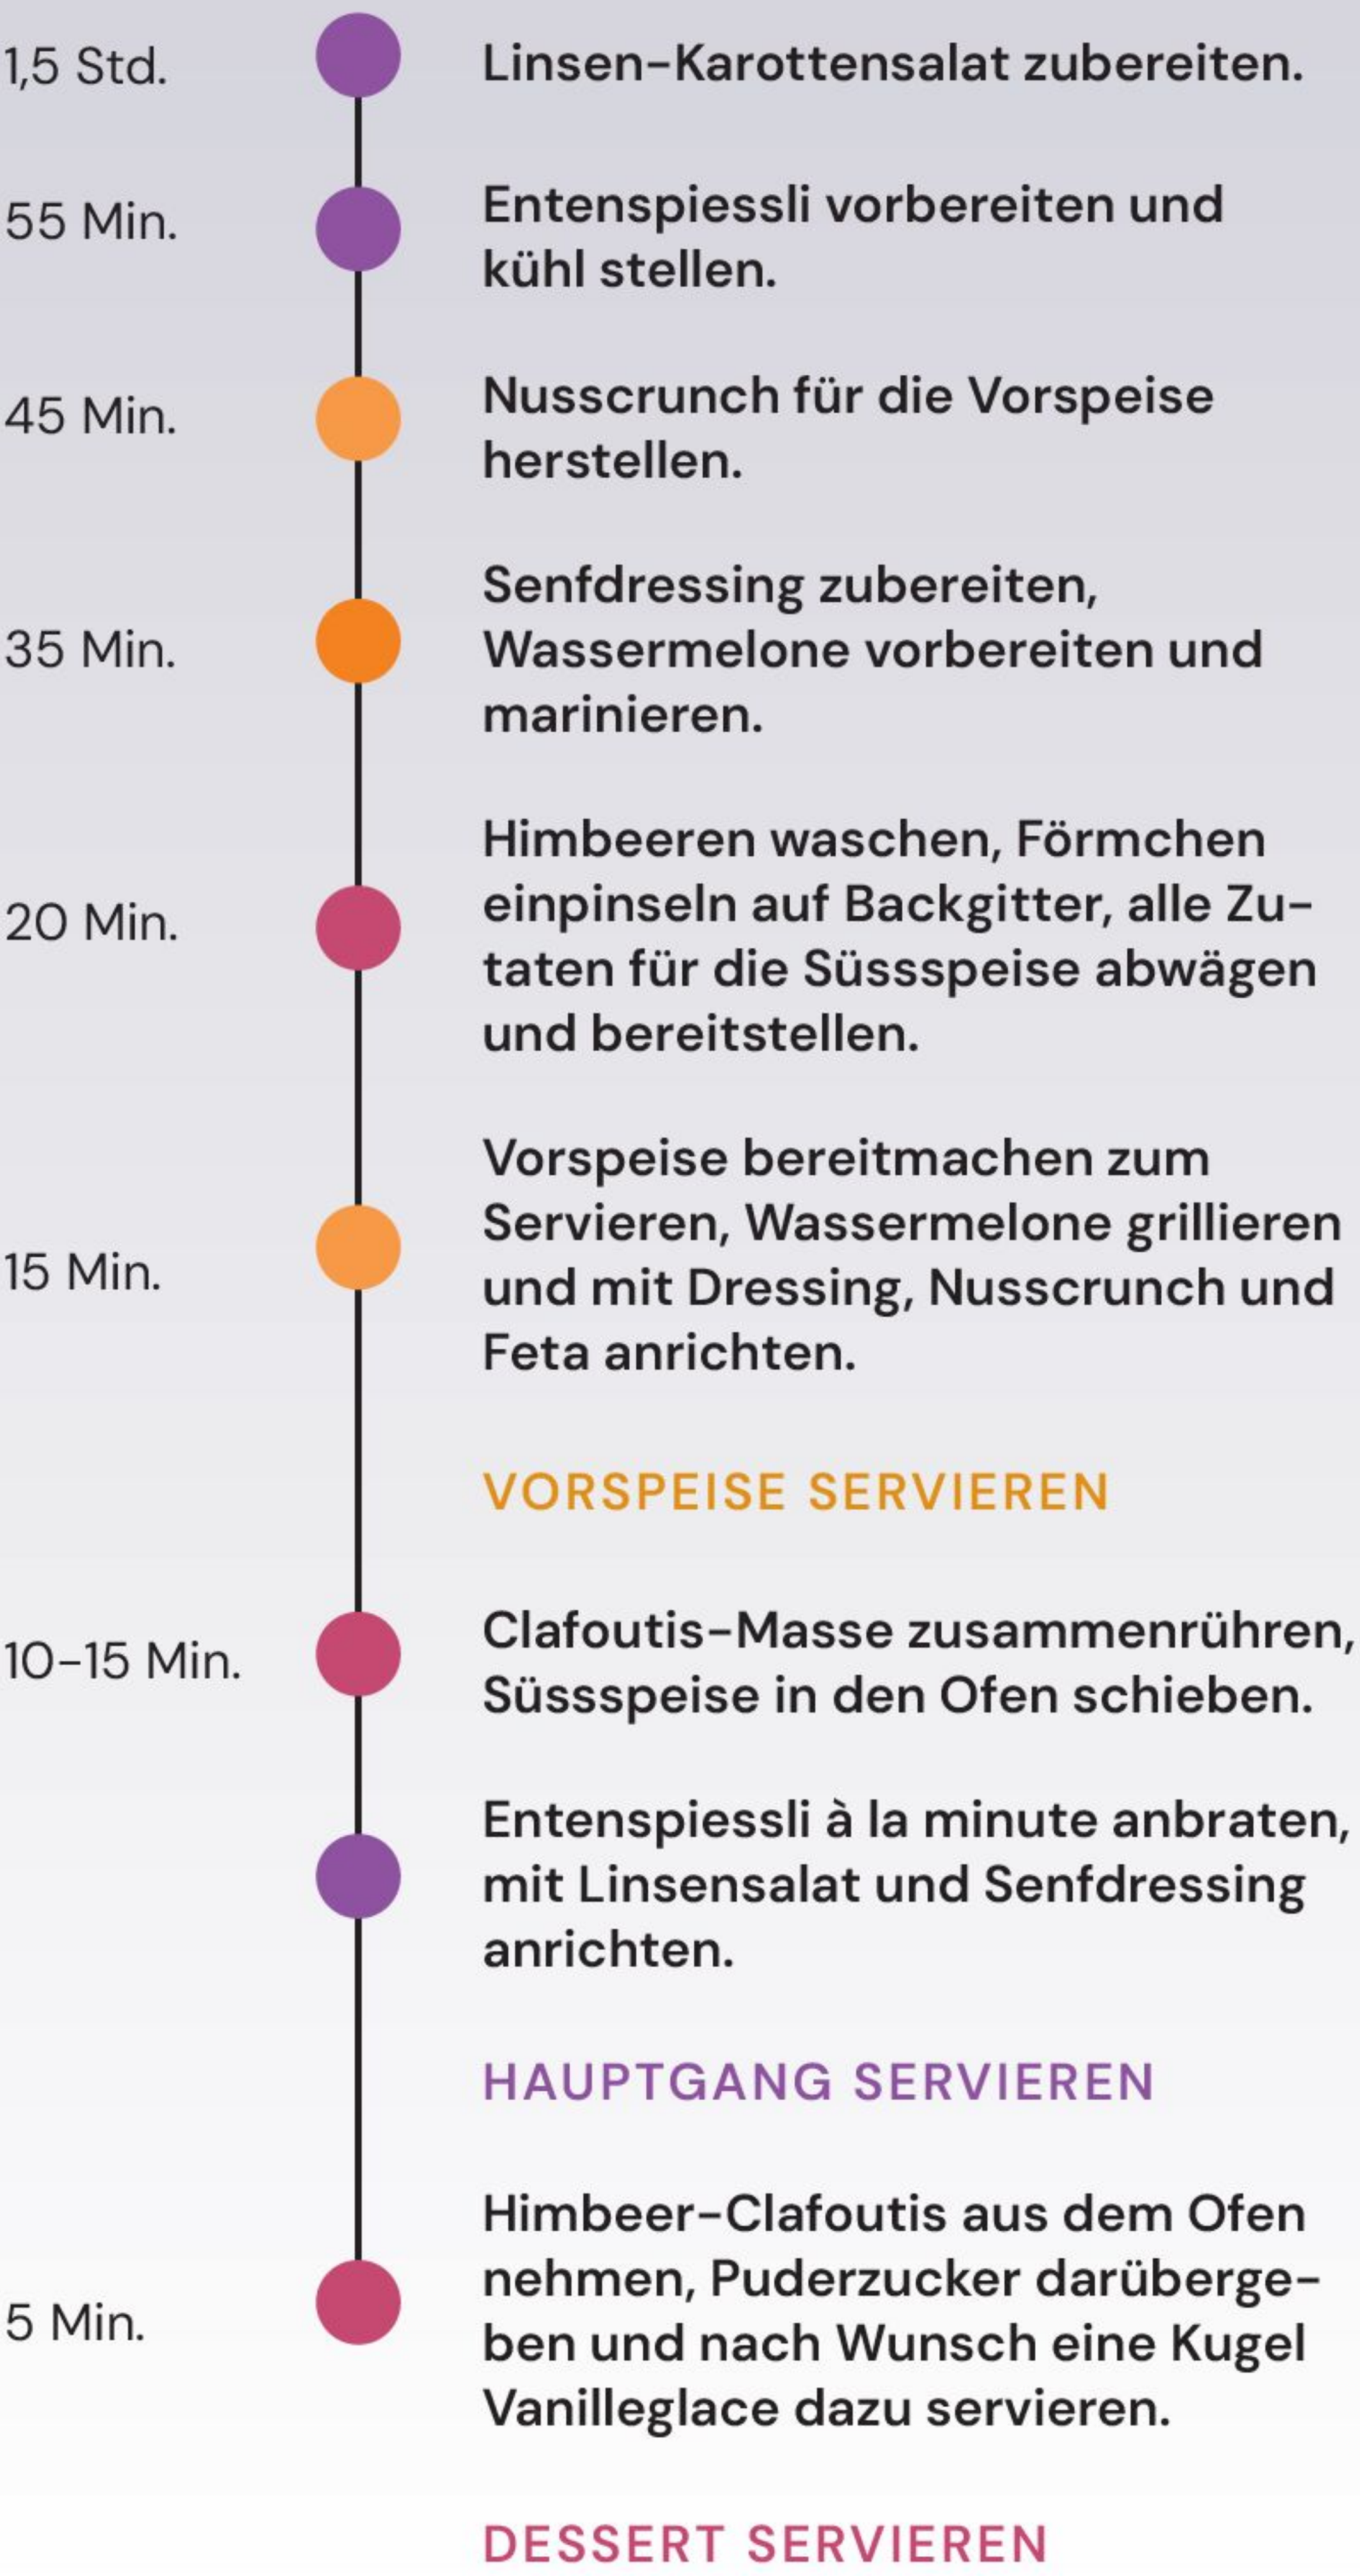 1,5 Std.
Linsen-Karottensalat zubereiten.
55 Min.
Entenspiessli vorbereiten und
kühl stellen.
45 Min.
Nusscrunch für die Vorspeise
herstellen.
35 Min.
Senfdressing zubereiten,
Wassermelone vorbereiten und
marinieren.
20 Min.
Himbeeren waschen, Förmchen
einpinseln auf Backgitter, alle Zu-
taten für die Süssspeise abwägen
und bereitstellen.
15 Min.
Vorspeise bereitmachen zum
Servieren, Wassermelone grillieren
und mit Dressing, Nusscrunch und
Feta anrichten.
VORSPEISE SERVIEREN
10-15 Min.
Clafoutis-Masse zusammenrühren,
Süssspeise in den Ofen schieben.
Entenspiessli à la minute anbraten,
mit Linsensalat und Senfdressing
anrichten.
HAUPTGANG SERVIEREN
5 Min.
Himbeer-Clafoutis aus dem Ofen
nehmen, Puderzucker darüberge-
ben und nach Wunsch eine Kugel
Vanilleglace dazu servieren.
DESSERT SERVIEREN